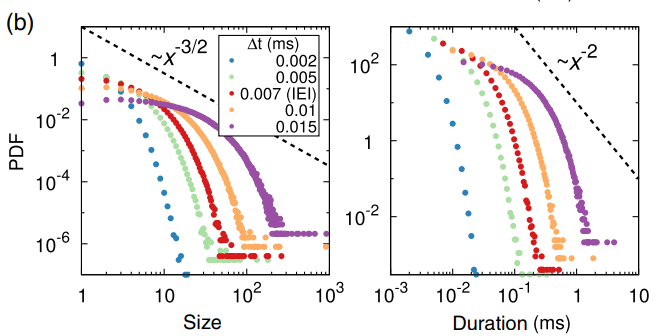 (b)
~x^-3/2
Δt (ms)
0.002
0.005
0.007 (IEI)
0.01
0.015
1
10^-2
10^-4
10^-6
PDF
1
10
10^2
10^3
Size
~x^-2
10^2
1
10^-2
10^-3
10^-2
10^-1
1
10
Duration (ms)